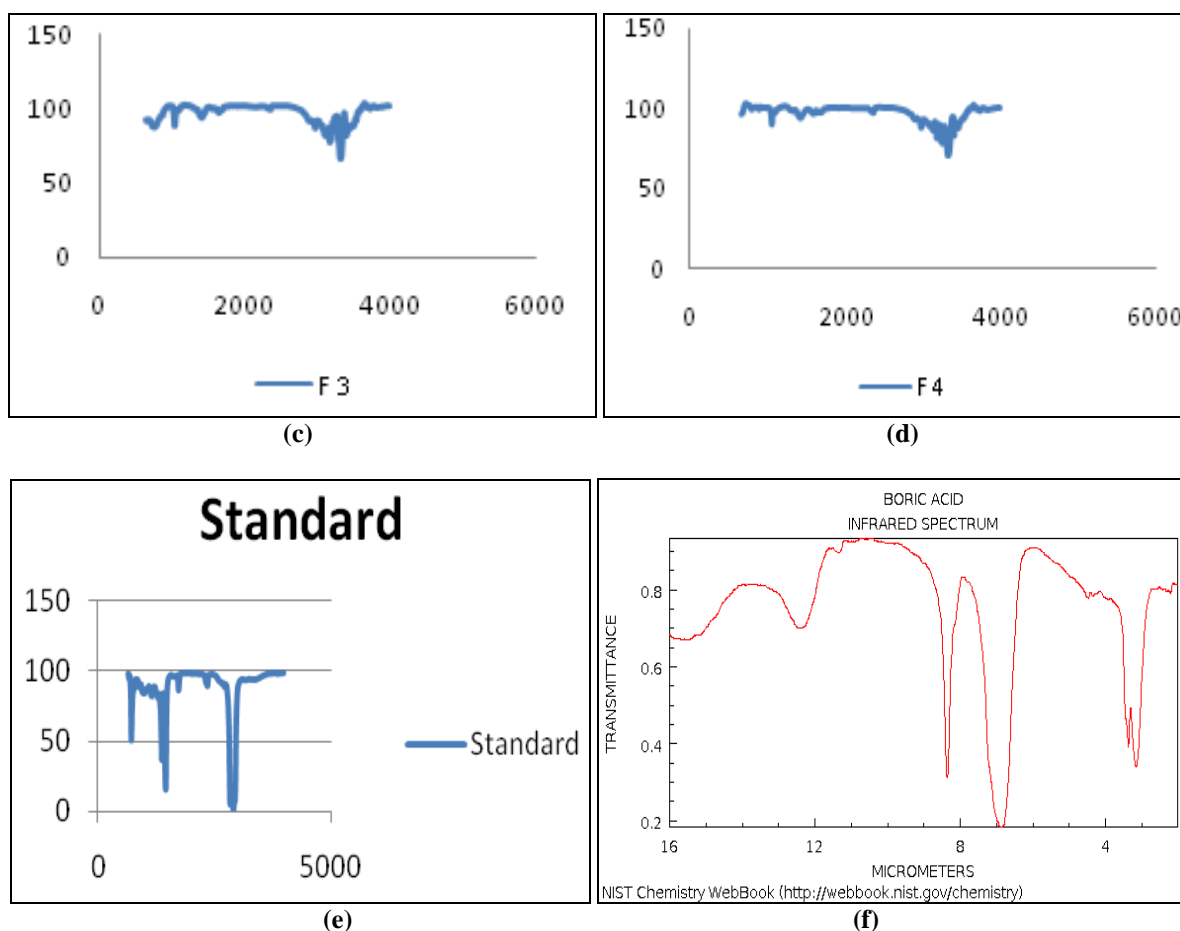 150
100
50
0
0 2000 4000 6000
F 3
(c)
150
100
50
0
0 2000 4000 6000
F 4
(d)
Standard
150
100
50
0
0 5000
Standard
(e)
BORIC ACID
INFRARED SPECTRUM
TRANSMITTANCE
0.8
0.6
0.4
0.2
16 12 8 4
MICROMETERS
NIST Chemistry WebBook (http://webbook.nist.gov/chemistry)
(f)